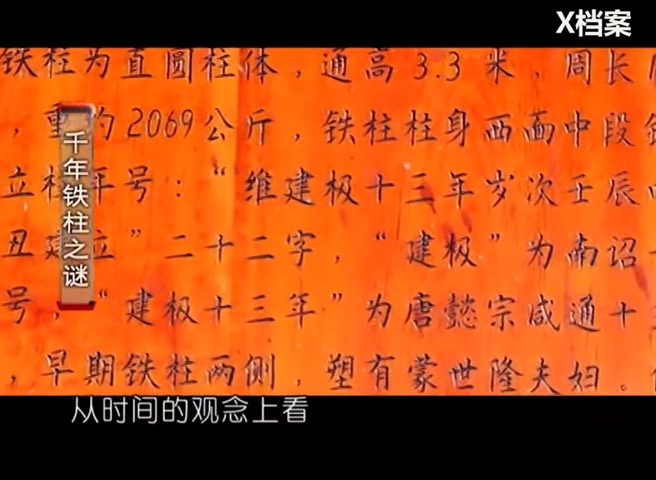 X档案
铁柱为直圆柱体，通高3.3米，周长
，重约2069公斤，铁柱柱身西面中段
立柱年号：“维建极十三年岁次壬辰
丑建立”二十二字，“建极”为南诏
号，“建极十三年”为唐懿宗咸通十
，早期铁柱两侧，塑有蒙世隆夫妇。
千年铁柱之谜
从时间的观念上看